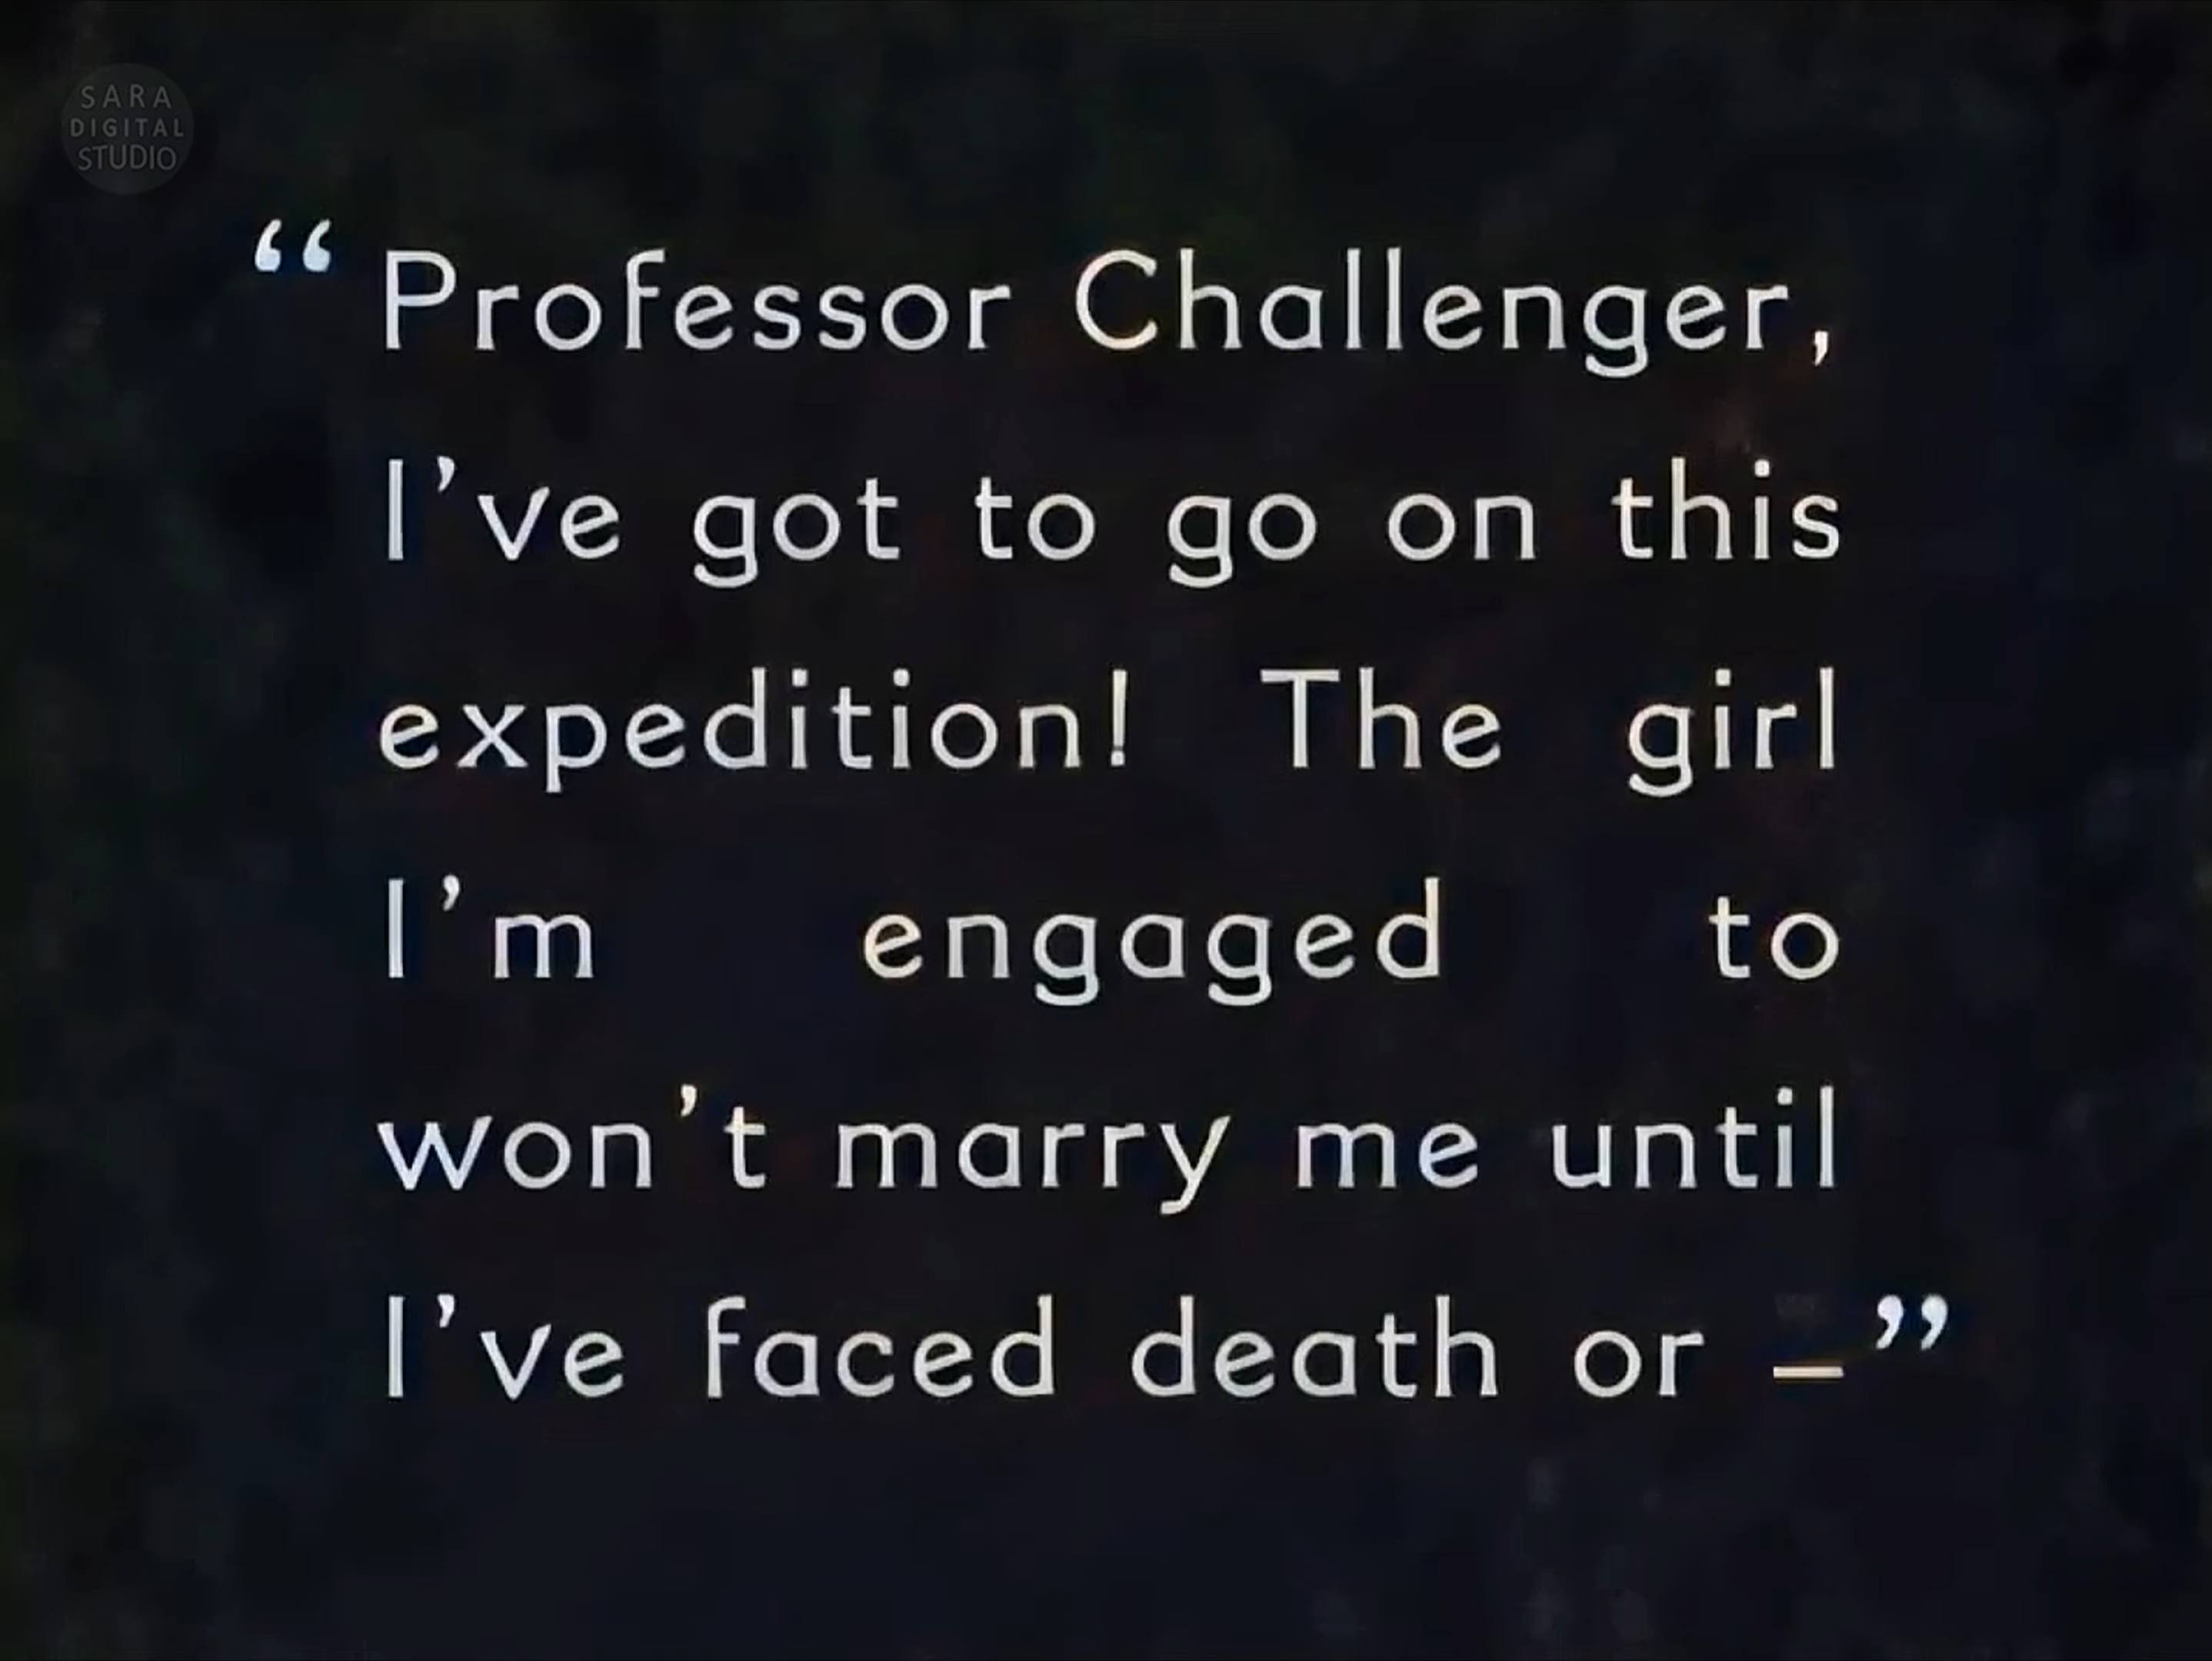 SARA
DIGITAL
STUDIO
“Professor Challenger,
I’ve got to go on this
expedition! The girl
I’m engaged to
won’t marry me until
I’ve faced death or –”